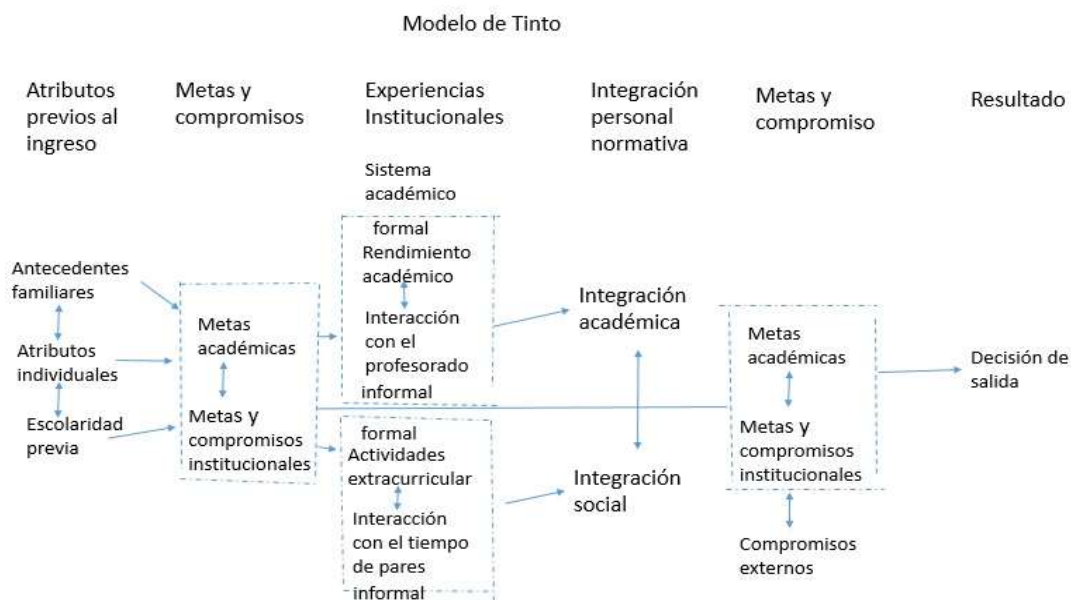 Modelo de Tinto
Atributos
previos al
ingreso
Metas y
compromisos
Experiencias
Institucionales
Integración
personal
normativa
Metas y
compromiso
Resultado
Antecedentes
familiares
Atributos
individuales
Escolaridad
previa
Metas
académicas
Metas y
compromisos
institucionales
Sistema
académico
formal
Rendimiento
académico
Interacción
con el
profesorado
informal
formal
Actividades
extracurricular
Interacción
con el tiempo
de pares
informal
Integración
académica
Integración
social
Metas
académicas
Metas y
compromisos
institucionales
Compromisos
externos
Decisión de
salida